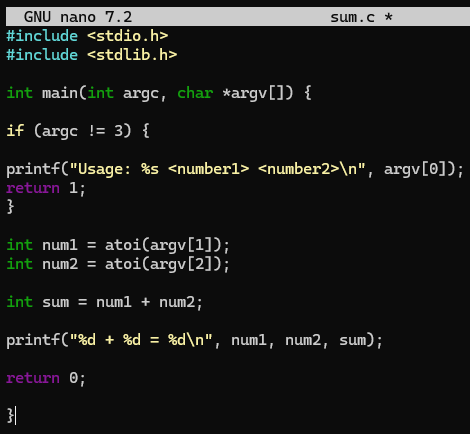 GNU nano 7.2 sum.c *
#include <stdio.h>
#include <stdlib.h>
int main(int argc, char *argv[]) {
if (argc != 3) {
printf("Usage: %s <number1> <number2>\n", argv[0]);
return 1;
}
int num1 = atoi(argv[1]);
int num2 = atoi(argv[2]);
int sum = num1 + num2;
printf("%d + %d = %d\n", num1, num2, sum);
return 0;
}